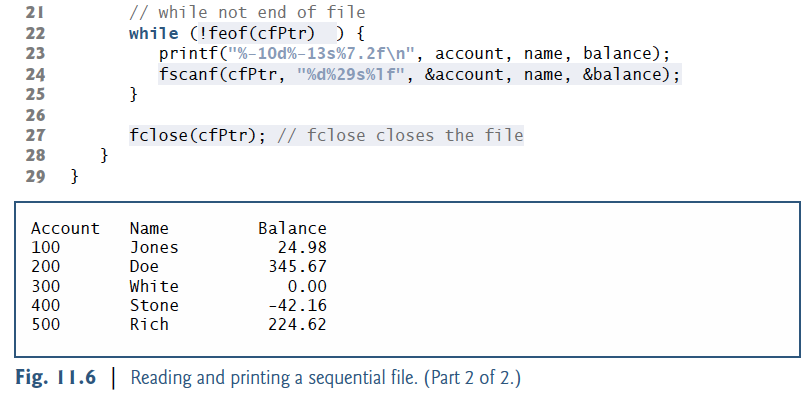 21 // while not end of file
22 while (!feof(cfPtr) ) {
23 printf("%-10d%-13s%7.2f\n", account, name, balance);
24 fscanf(cfPtr, "%d%29s%lf", &account, name, &balance);
25 }
26
27 fclose(cfPtr); // fclose closes the file
28 }
29 }
Account Name Balance
100 Jones 24.98
200 Doe 345.67
300 White 0.00
400 Stone -42.16
500 Rich 224.62
Fig. 11.6 | Reading and printing a sequential file. (Part 2 of 2.)